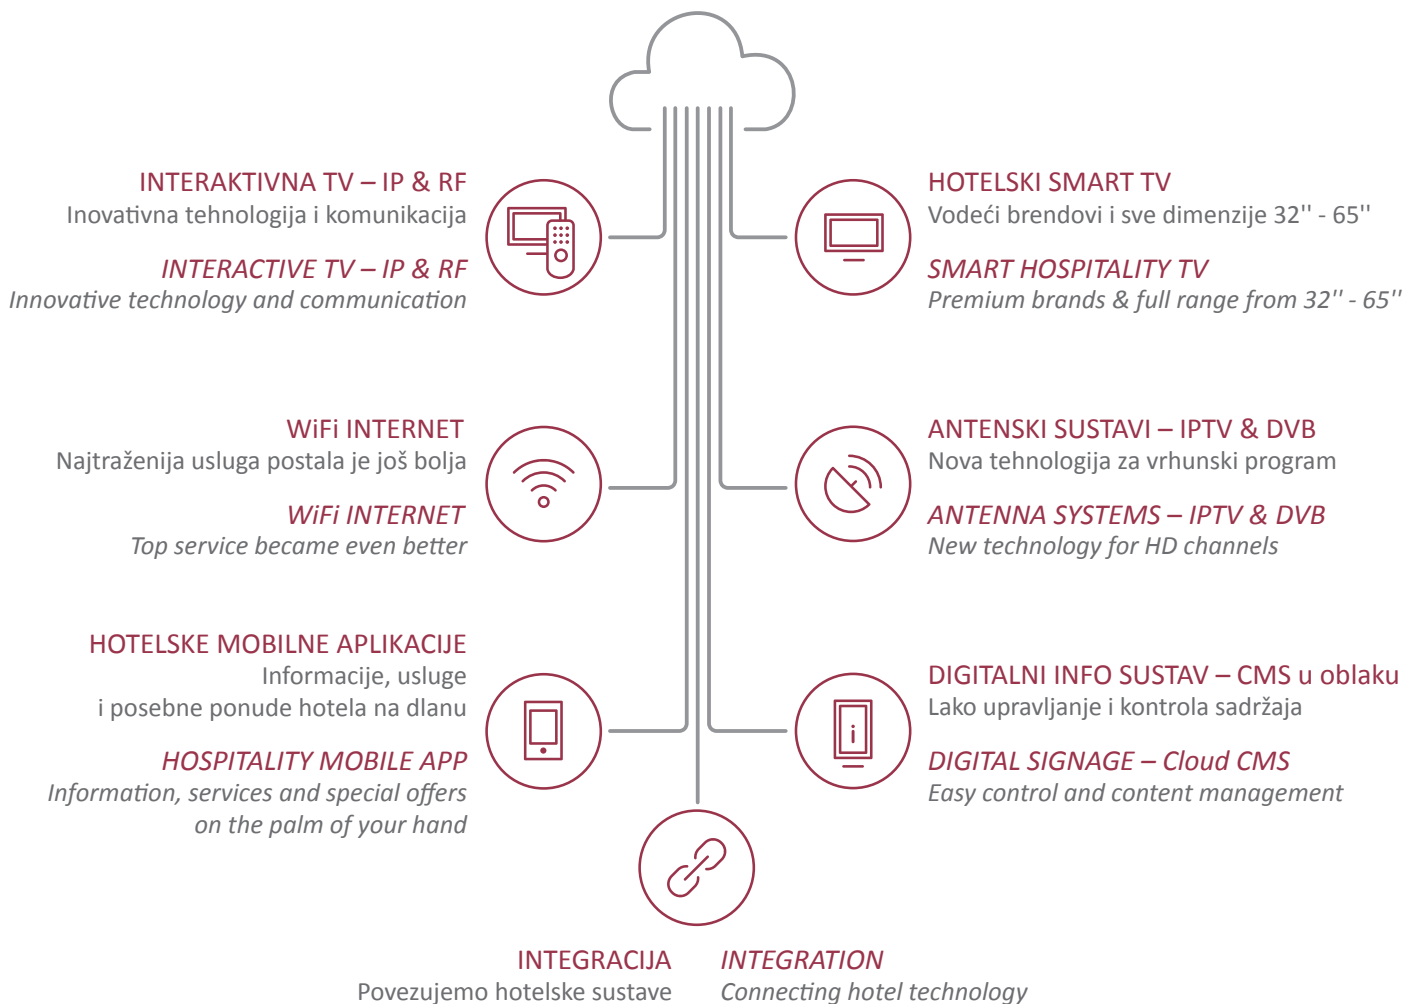 INTERAKTIVNA TV – IP & RF
Inovativna tehnologija i komunikacija
INTERACTIVE TV – IP & RF
Innovative technology and communication
HOTELSKI SMART TV
Vodeći brendovi i sve dimenzije 32'' - 65''
SMART HOSPITALITY TV
Premium brands & full range from 32'' - 65''
WiFi INTERNET
Najtraženija usluga postala je još bolja
WiFi INTERNET
Top service became even better
ANTENSKI SUSTAVI – IPTV & DVB
Nova tehnologija za vrhunski program
ANTENNA SYSTEMS – IPTV & DVB
New technology for HD channels
HOTELSKE MOBILNE APLIKACIJE
Informacije, usluge
i posebne ponude hotela na dlanu
HOSPITALITY MOBILE APP
Information, services and special offers
on the palm of your hand
DIGITALNI INFO SUSTAV – CMS u oblaku
Lako upravljanje i kontrola sadržaja
DIGITAL SIGNAGE – Cloud CMS
Easy control and content management
i
INTEGRACIJA
Povezujemo hotelske sustave
INTEGRATION
Connecting hotel technology